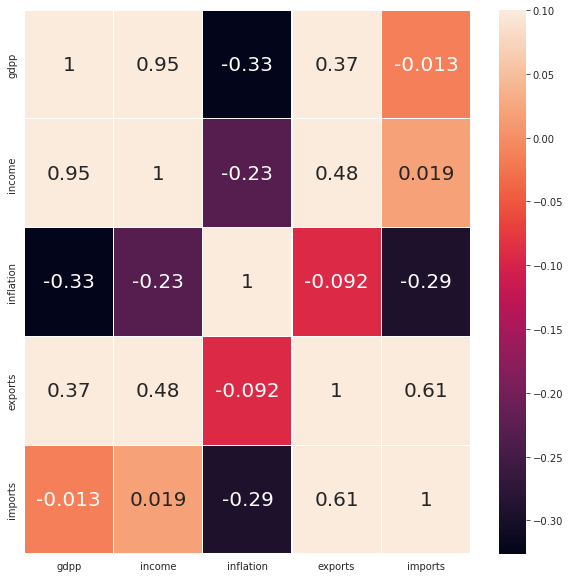 gdpp 1 0.95 -0.33 0.37 -0.013
income 0.95 1 -0.23 0.48 0.019
inflation -0.33 -0.23 1 -0.092 -0.29
exports 0.37 0.48 -0.092 1 0.61
imports -0.013 0.019 -0.29 0.61 1
gdpp income inflation exports imports
0.10
0.05
0.00
−0.05
−0.10
−0.15
−0.20
−0.25
−0.30